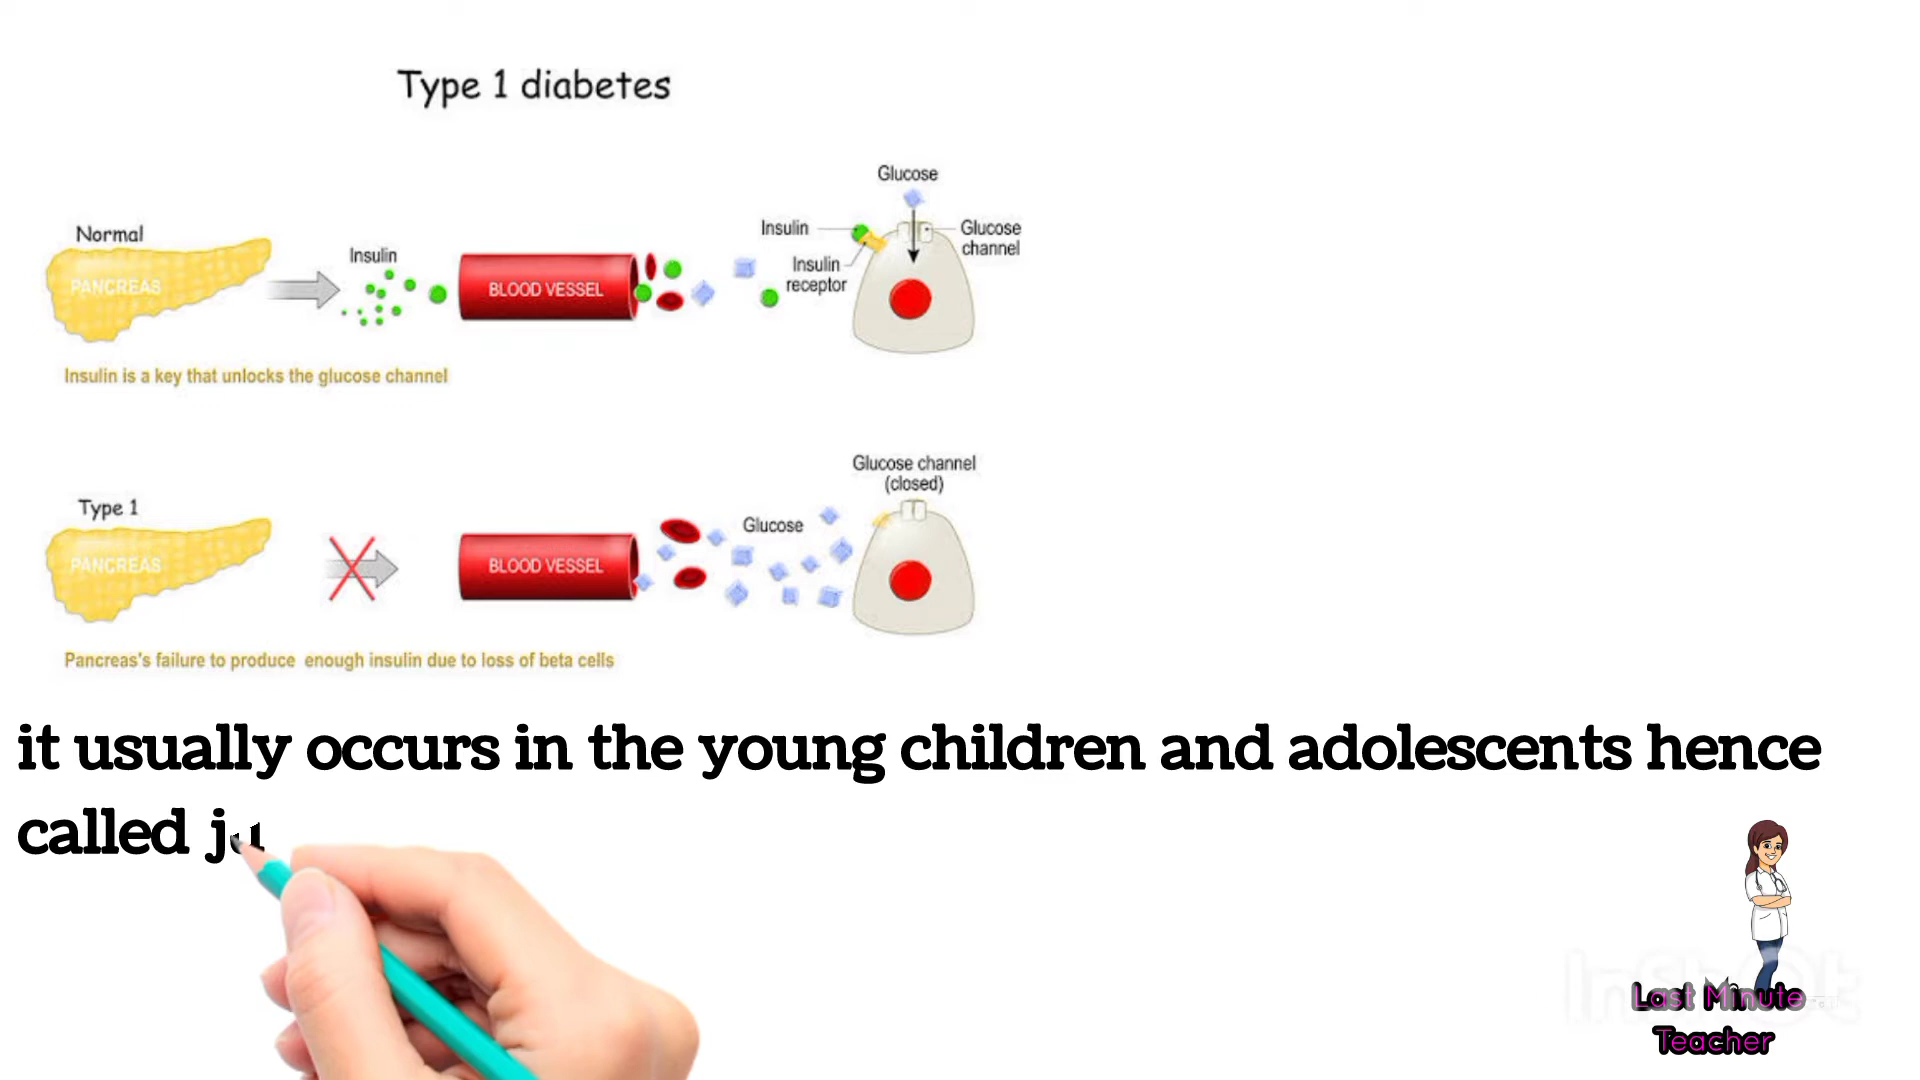 Type 1 diabetes
Glucose
Normal
PANCREAS
Insulin
BLOOD VESSEL
Insulin
Insulin
receptor
Glucose
channel
Insulin is a key that unlocks the glucose channel
Glucose channel
(closed)
Type 1
PANCREAS
BLOOD VESSEL
Glucose
Pancreas's failure to produce enough insulin due to loss of beta cells
it usually occurs in the young children and adolescents hence
called ju
InShOt
Last Minute
Teacher